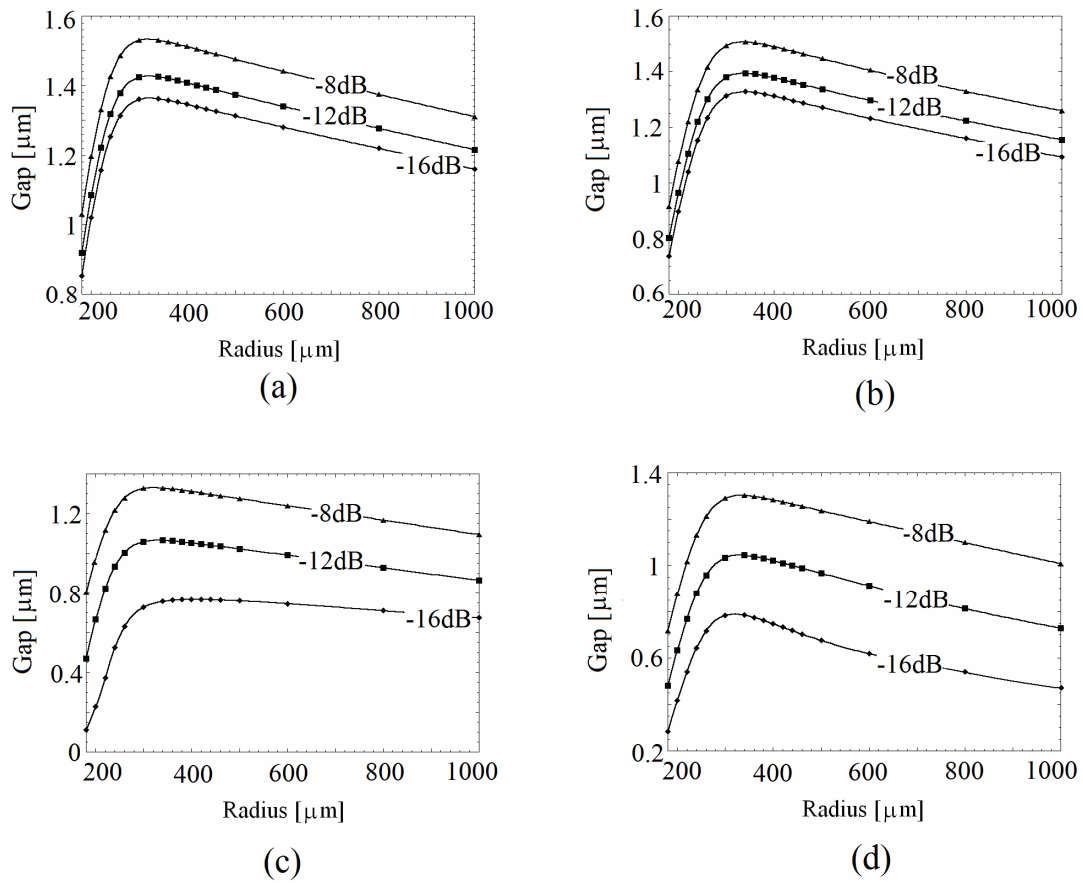 1.6
1.4
1.2
1
0.8
Gap [μm]
-8dB
-12dB
-16dB
200 400 600 800 1000
Radius [μm]
(a)
1.6
1.4
1.2
1
0.8
0.6
Gap [μm]
-8dB
-12dB
-16dB
200 400 600 800 1000
Radius [μm]
(b)
1.2
0.8
0.4
0
Gap [μm]
-8dB
-12dB
-16dB
200 400 600 800 1000
Radius [μm]
(c)
1.4
1
0.6
0.2
Gap [μm]
-8dB
-12dB
-16dB
200 400 600 800 1000
Radius [μm]
(d)